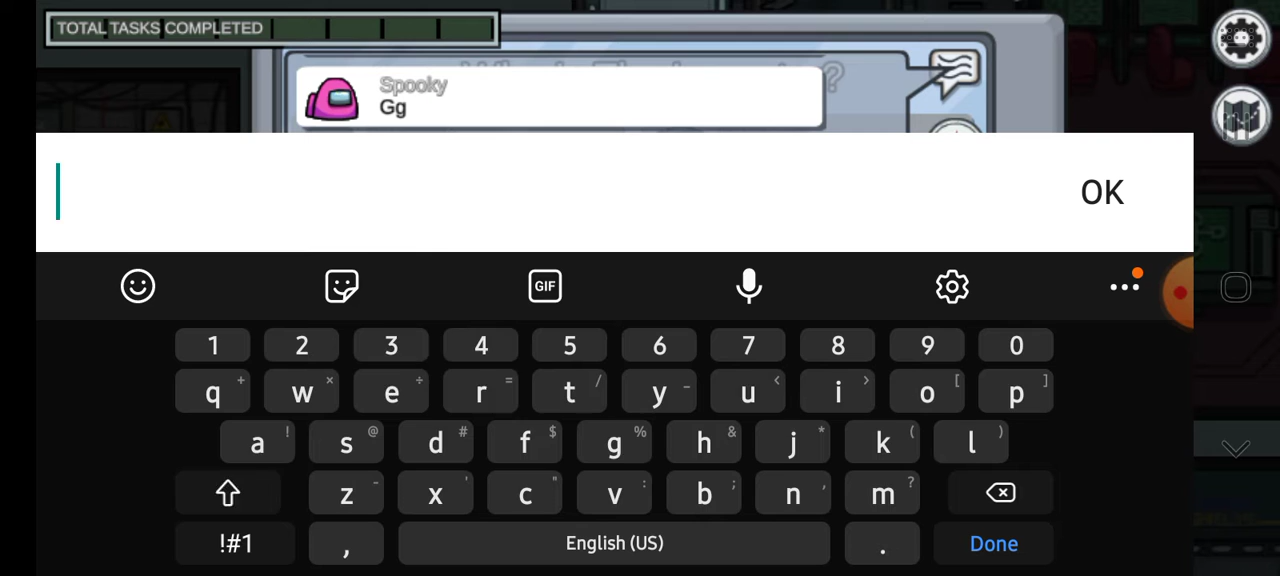 TOTAL TASKS COMPLETED
Spooky
Gg
OK
GIF
1 2 3 4 5 6 7 8 9 0
q + w × e ÷ r = t / y _ u < i > o [ p ]
a ! s @ d # f $ g % h & j * k ( l )
z - x ' c " v : b ; n , m ?
!#1 , English (US) . Done